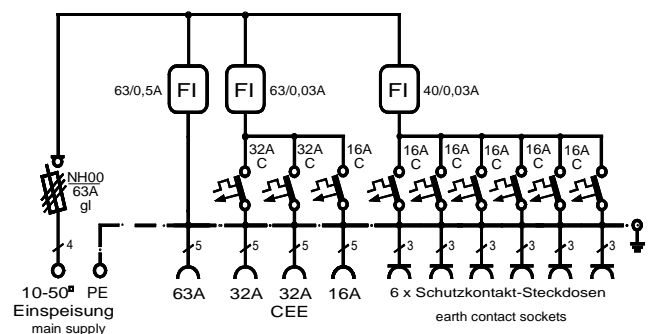 FI
63/0,5A
FI
63/0,03A
FI
40/0,03A
32A
C
32A
C
16A
C
16A
C
16A
C
16A
C
16A
C
16A
C
16A
C
NH00
63A
gl
4
5
5
5
5
3
3
3
3
3
3
10-50² PE
Einspeisung
main supply
63A
32A
32A
16A
CEE
6 x Schutzkontakt-Steckdosen
earth contact sockets